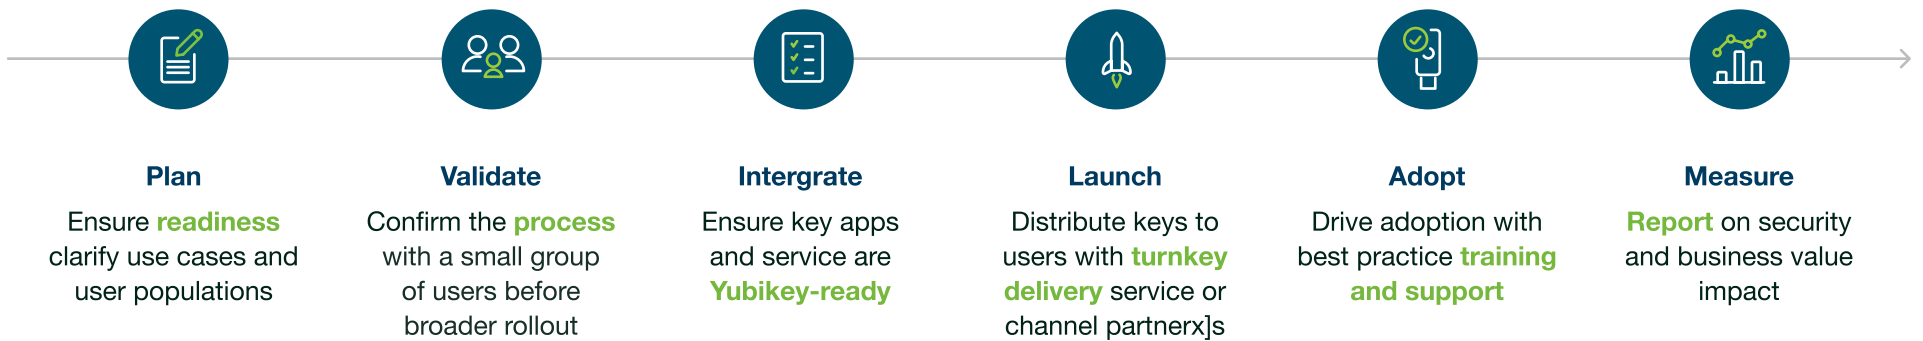 Plan
Ensure readiness
clarify use cases and
user populations
Validate
Confirm the process
with a small group
of users before
broader rollout
Intergrate
Ensure key apps
and service are
Yubikey-ready
Launch
Distribute keys to
users with turnkey
delivery service or
channel partnerx]s
Adopt
Drive adoption with
best practice training
and support
Measure
Report on security
and business value
impact